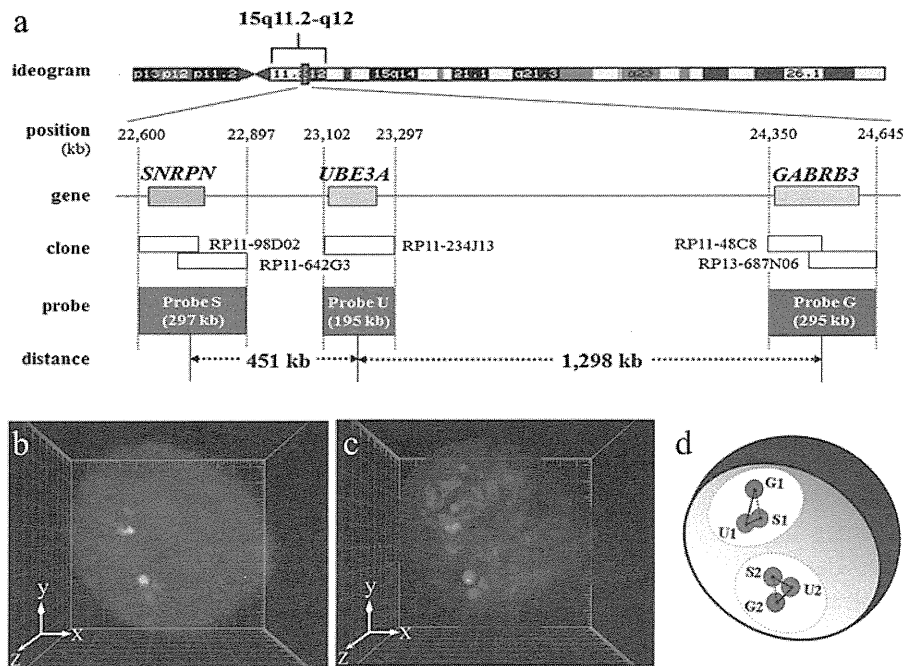 a
15q11.2-q12
ideogram
p13 p12 p11.2 11.2 12 15q14 21.1 q21.3 q23 26.1
position
(kb)
22,600 22,897 23,102 23,297 24,350 24,645
SNRPN UBE3A GABRB3
gene
clone
RP11-98D02 RP11-234J13 RP11-48C8
RP11-642G3 RP13-687N06
probe
Probe S Probe U Probe G
(297 kb) (195 kb) (295 kb)
distance
451 kb 1,298 kb
b c d
G1
U1 S1
S2 U2
G2
y y
x x
z z